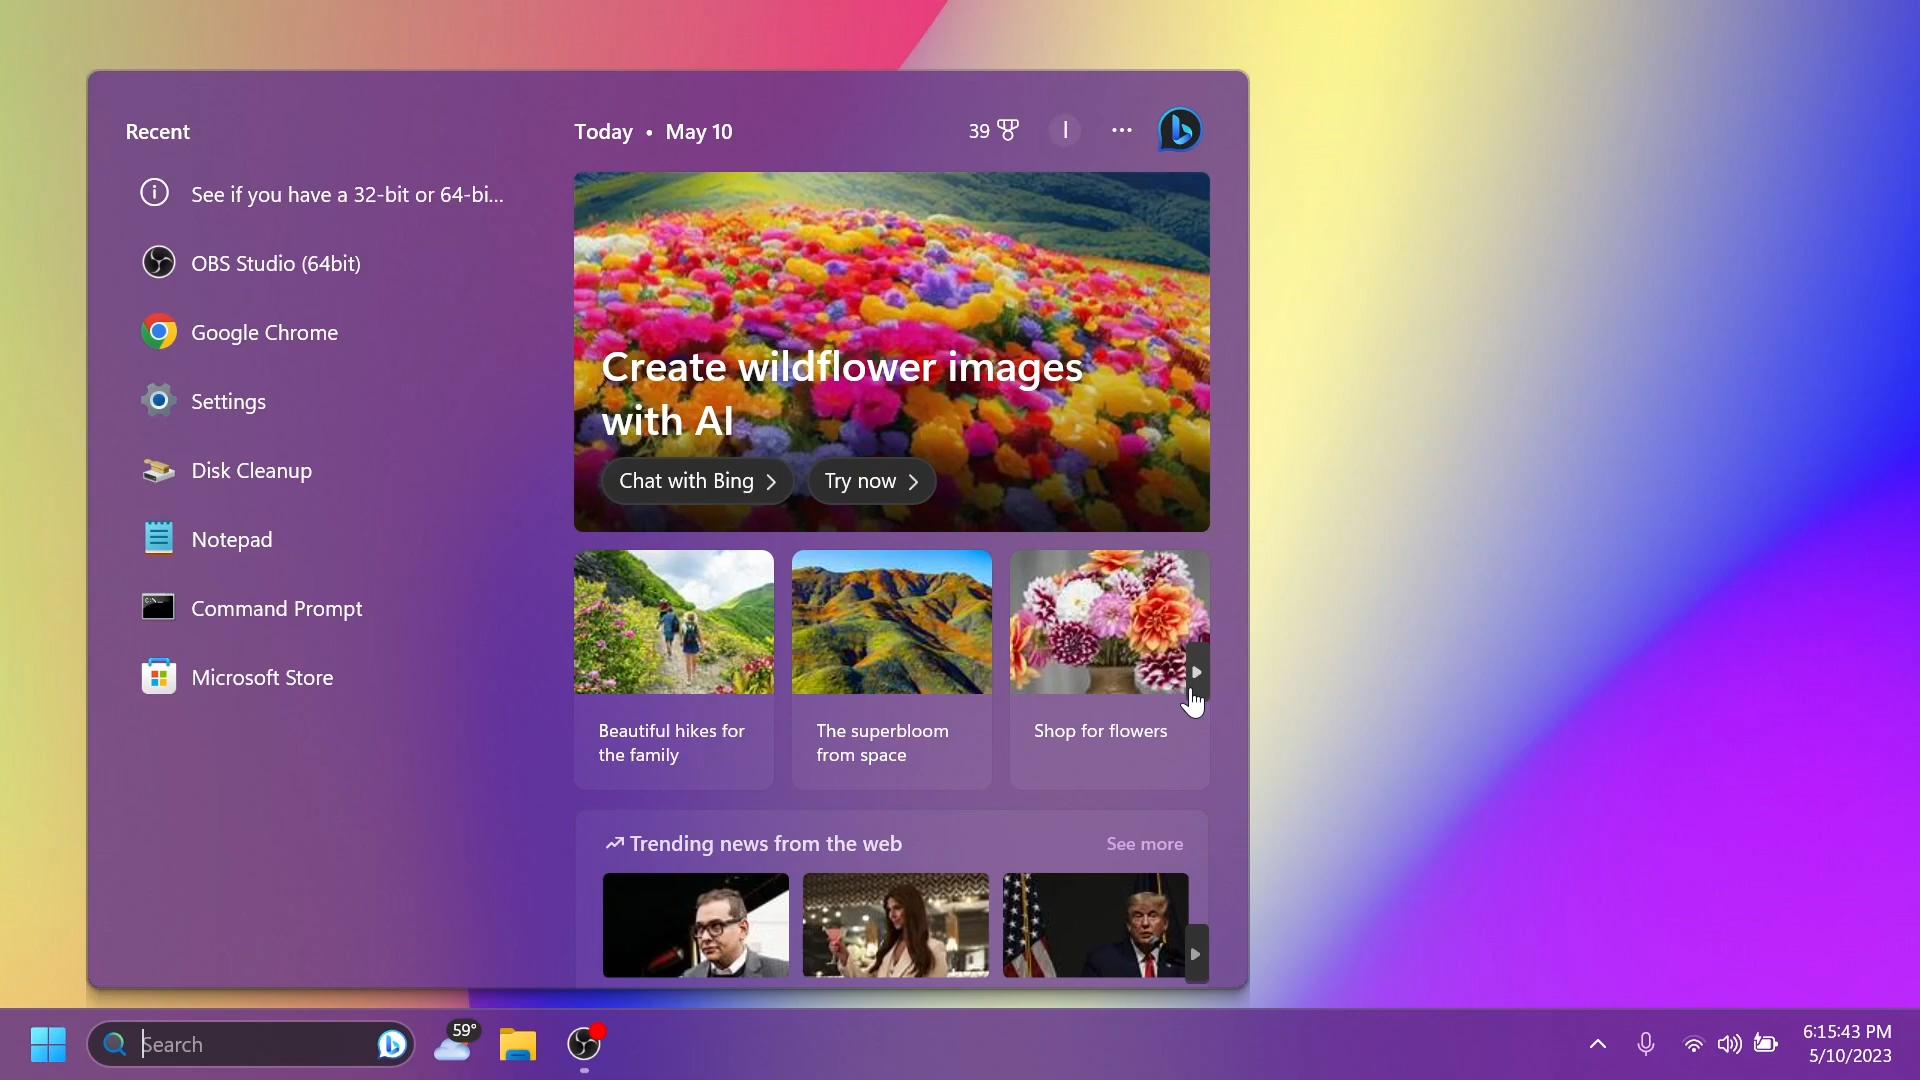 Recent
See if you have a 32-bit or 64-bi...
OBS Studio (64bit)
Google Chrome
Settings
Disk Cleanup
Notepad
Command Prompt
Microsoft Store
Today • May 10
39
I
Create wildflower images
with AI
Chat with Bing
Try now
Beautiful hikes for
the family
The superbloom
from space
Shop for flowers
Trending news from the web
See more
Search
59°
6:15:43 PM
5/10/2023